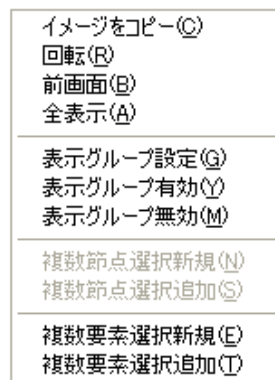 イメージをコピー(C)
回転(R)
前画面(B)
全表示(A)
表示グループ設定(G)
表示グループ有効(Y)
表示グループ無効(M)
複数節点選択新規(N)
複数節点選択追加(S)
複数要素選択新規(E)
複数要素選択追加(T)